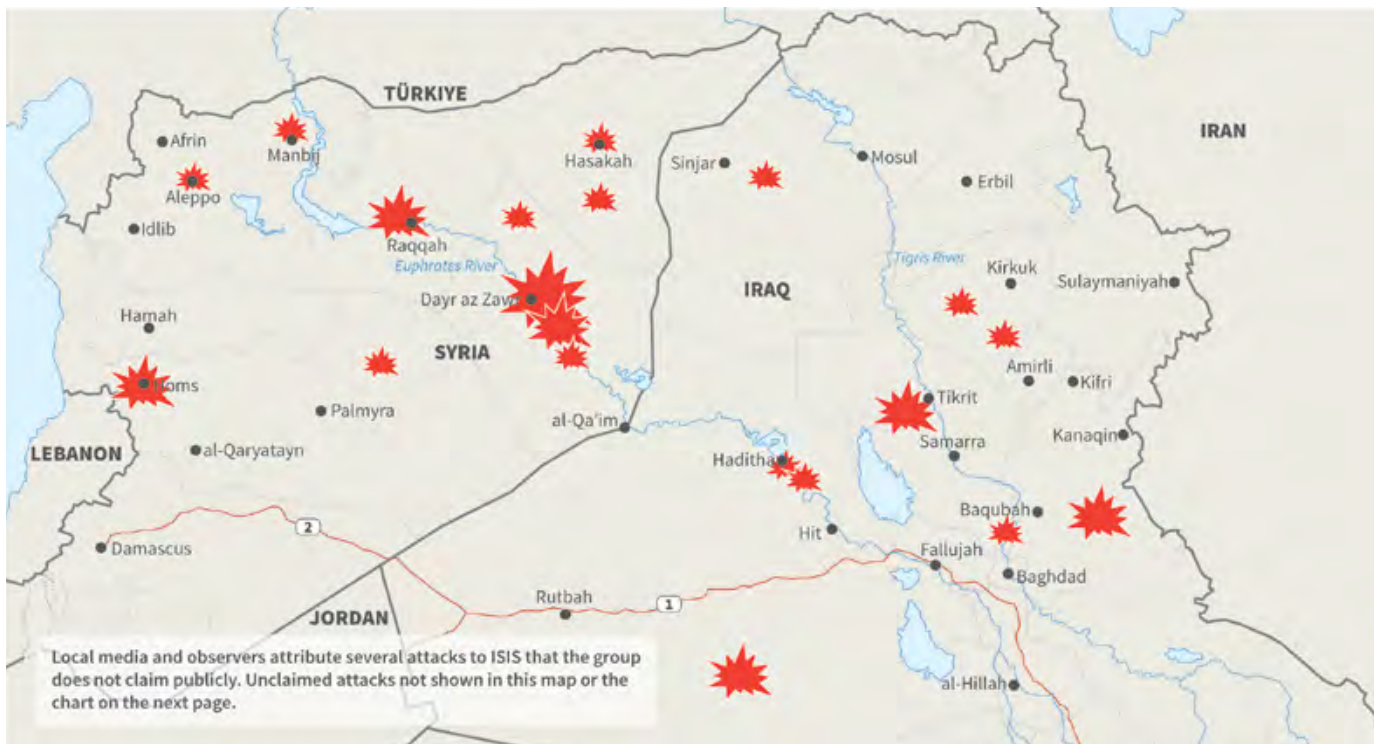 TÜRKIYE
IRAN
Afrin
Manbij
Hasakah
Sinjar
Mosul
Aleppo
Erbil
Idlib
Raqqah
Euphrates River
Tigris River
Kirkuk
Sulaymaniyah
IRAQ
Dayr az Zawr
Hamah
SYRIA
Amirli
Kifri
Homs
Palmyra
Tikrit
al-Qa'im
Samarra
Kanaqin
LEBANON
al-Qaryatayn
Haditha
Baqubah
2
Hit
Damascus
Fallujah
Baghdad
Rutbah
1
JORDAN
Local media and observers attribute several attacks to ISIS that the group
does not claim publicly. Unclaimed attacks not shown in this map or the
chart on the next page.
al-Hillah